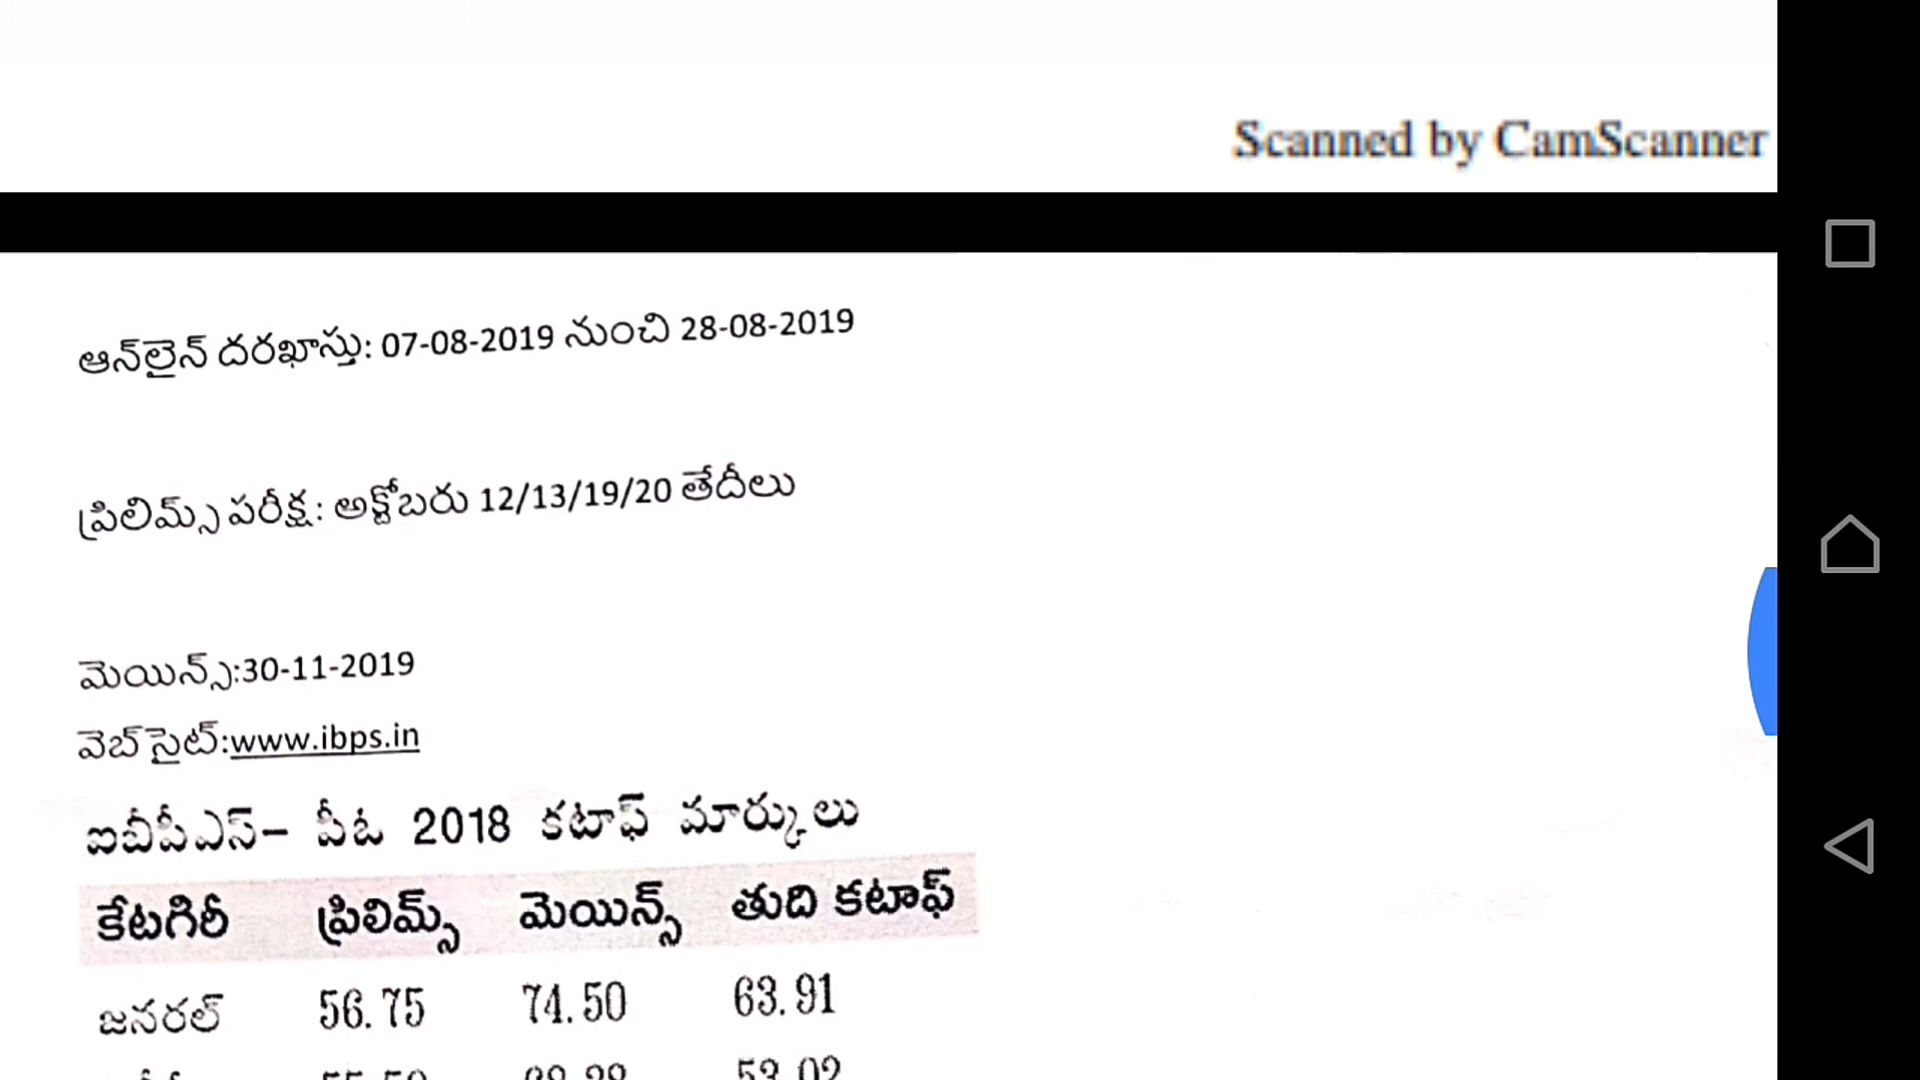 Scanned by CamScanner
ఆన్‌లైన్ దరఖాస్తు: 07-08-2019 నుంచి 28-08-2019
ప్రిలిమ్స్ పరీక్ష: అక్టోబరు 12/13/19/20 తేదీలు
మెయిన్స్:30-11-2019
వెబ్‌సైట్:www.ibps.in
ఐబీపీఎస్– పీఓ 2018 కటాఫ్ మార్కులు
కేటగిరీ ప్రిలిమ్స్ మెయిన్స్ తుది కటాఫ్
జనరల్ 56.75 74.50 63.91